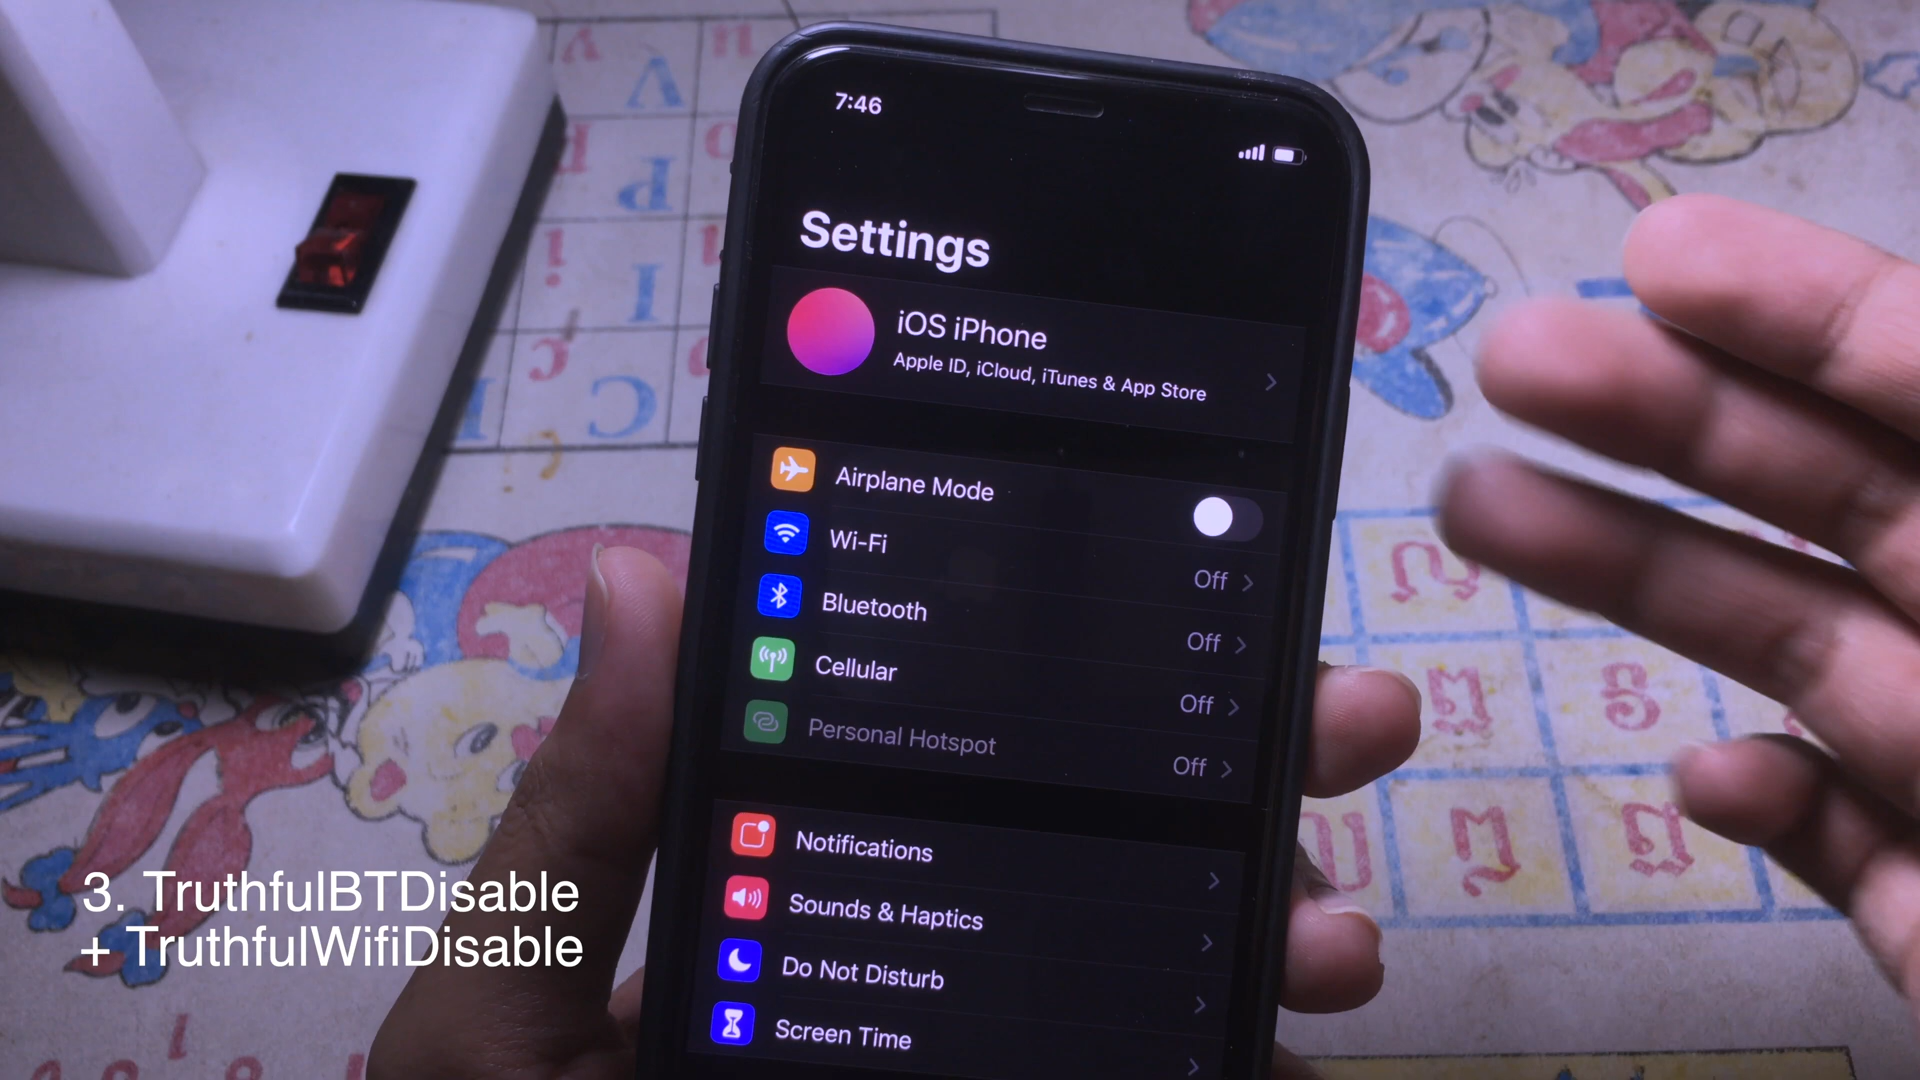 7:46
Settings
iOS iPhone
Apple ID, iCloud, iTunes & App Store
Airplane Mode
Wi-Fi
Off
Bluetooth
Off
Cellular
Off
Personal Hotspot
Off
Notifications
Sounds & Haptics
Do Not Disturb
Screen Time
3. TruthfulBTDisable
+ TruthfulWifiDisable